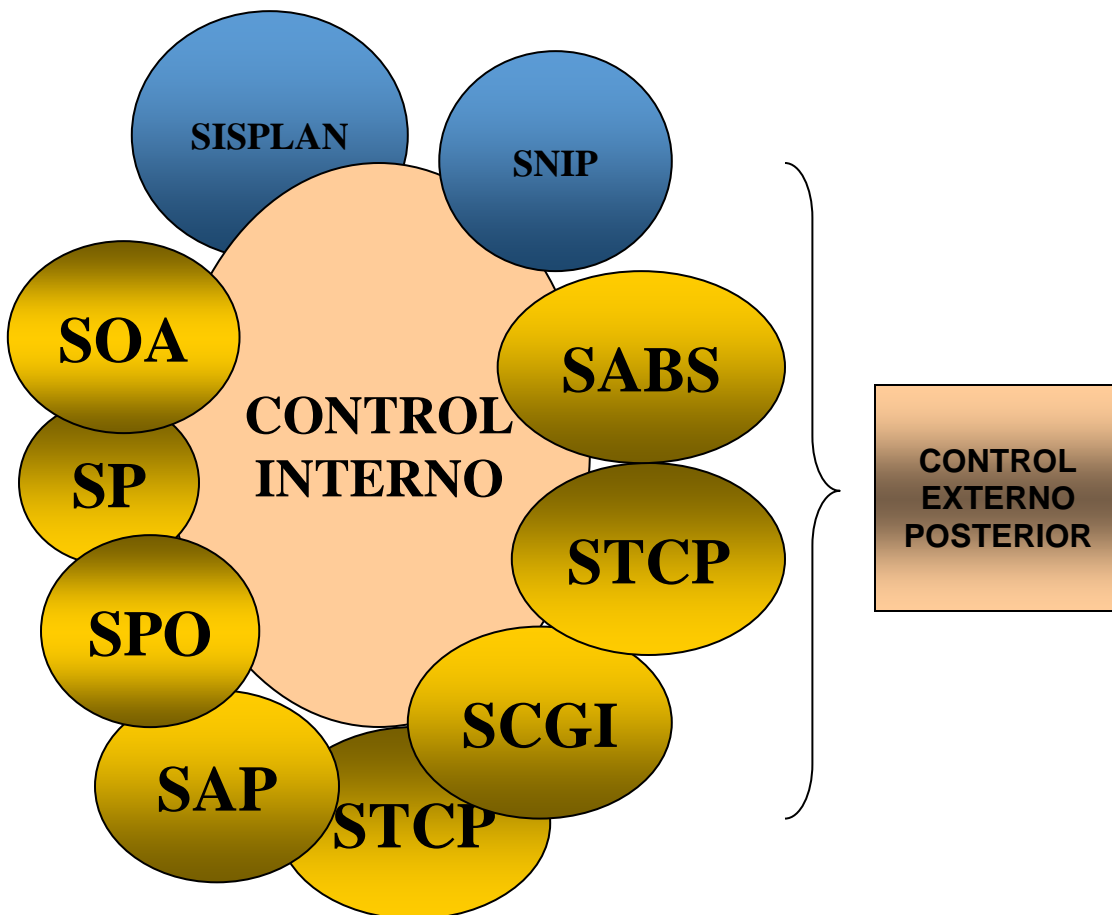 SISPLAN
SNIP
SOA
SABS
CONTROL
INTERNO
SP
STCP
SPO
SCGI
SAP
STCP
CONTROL
EXTERNO
POSTERIOR